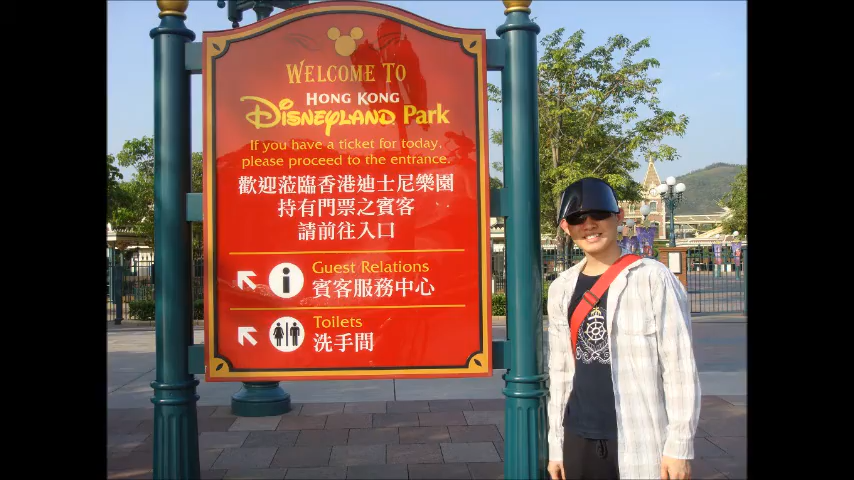 WELCOME TO
HONG KONG
DISNEYLAND Park
If you have a ticket for today,
please proceed to the entrance.
歡迎蒞臨香港迪士尼樂園
持有門票之賓客
請前往入口
Guest Relations
賓客服務中心
Toilets
洗手間